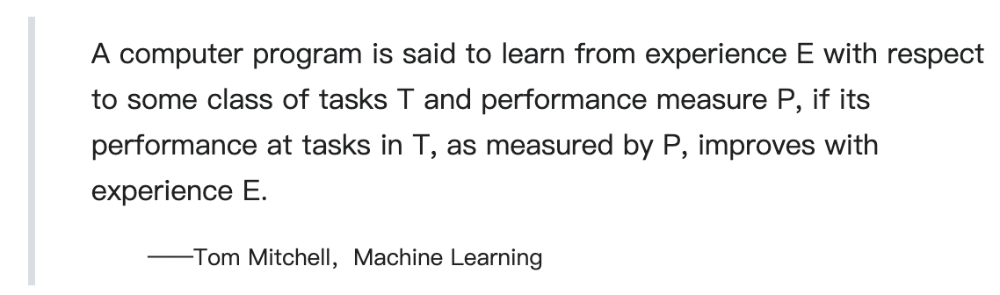 A computer program is said to learn from experience E with respect
to some class of tasks T and performance measure P, if its
performance at tasks in T, as measured by P, improves with
experience E.
——Tom Mitchell，Machine Learning